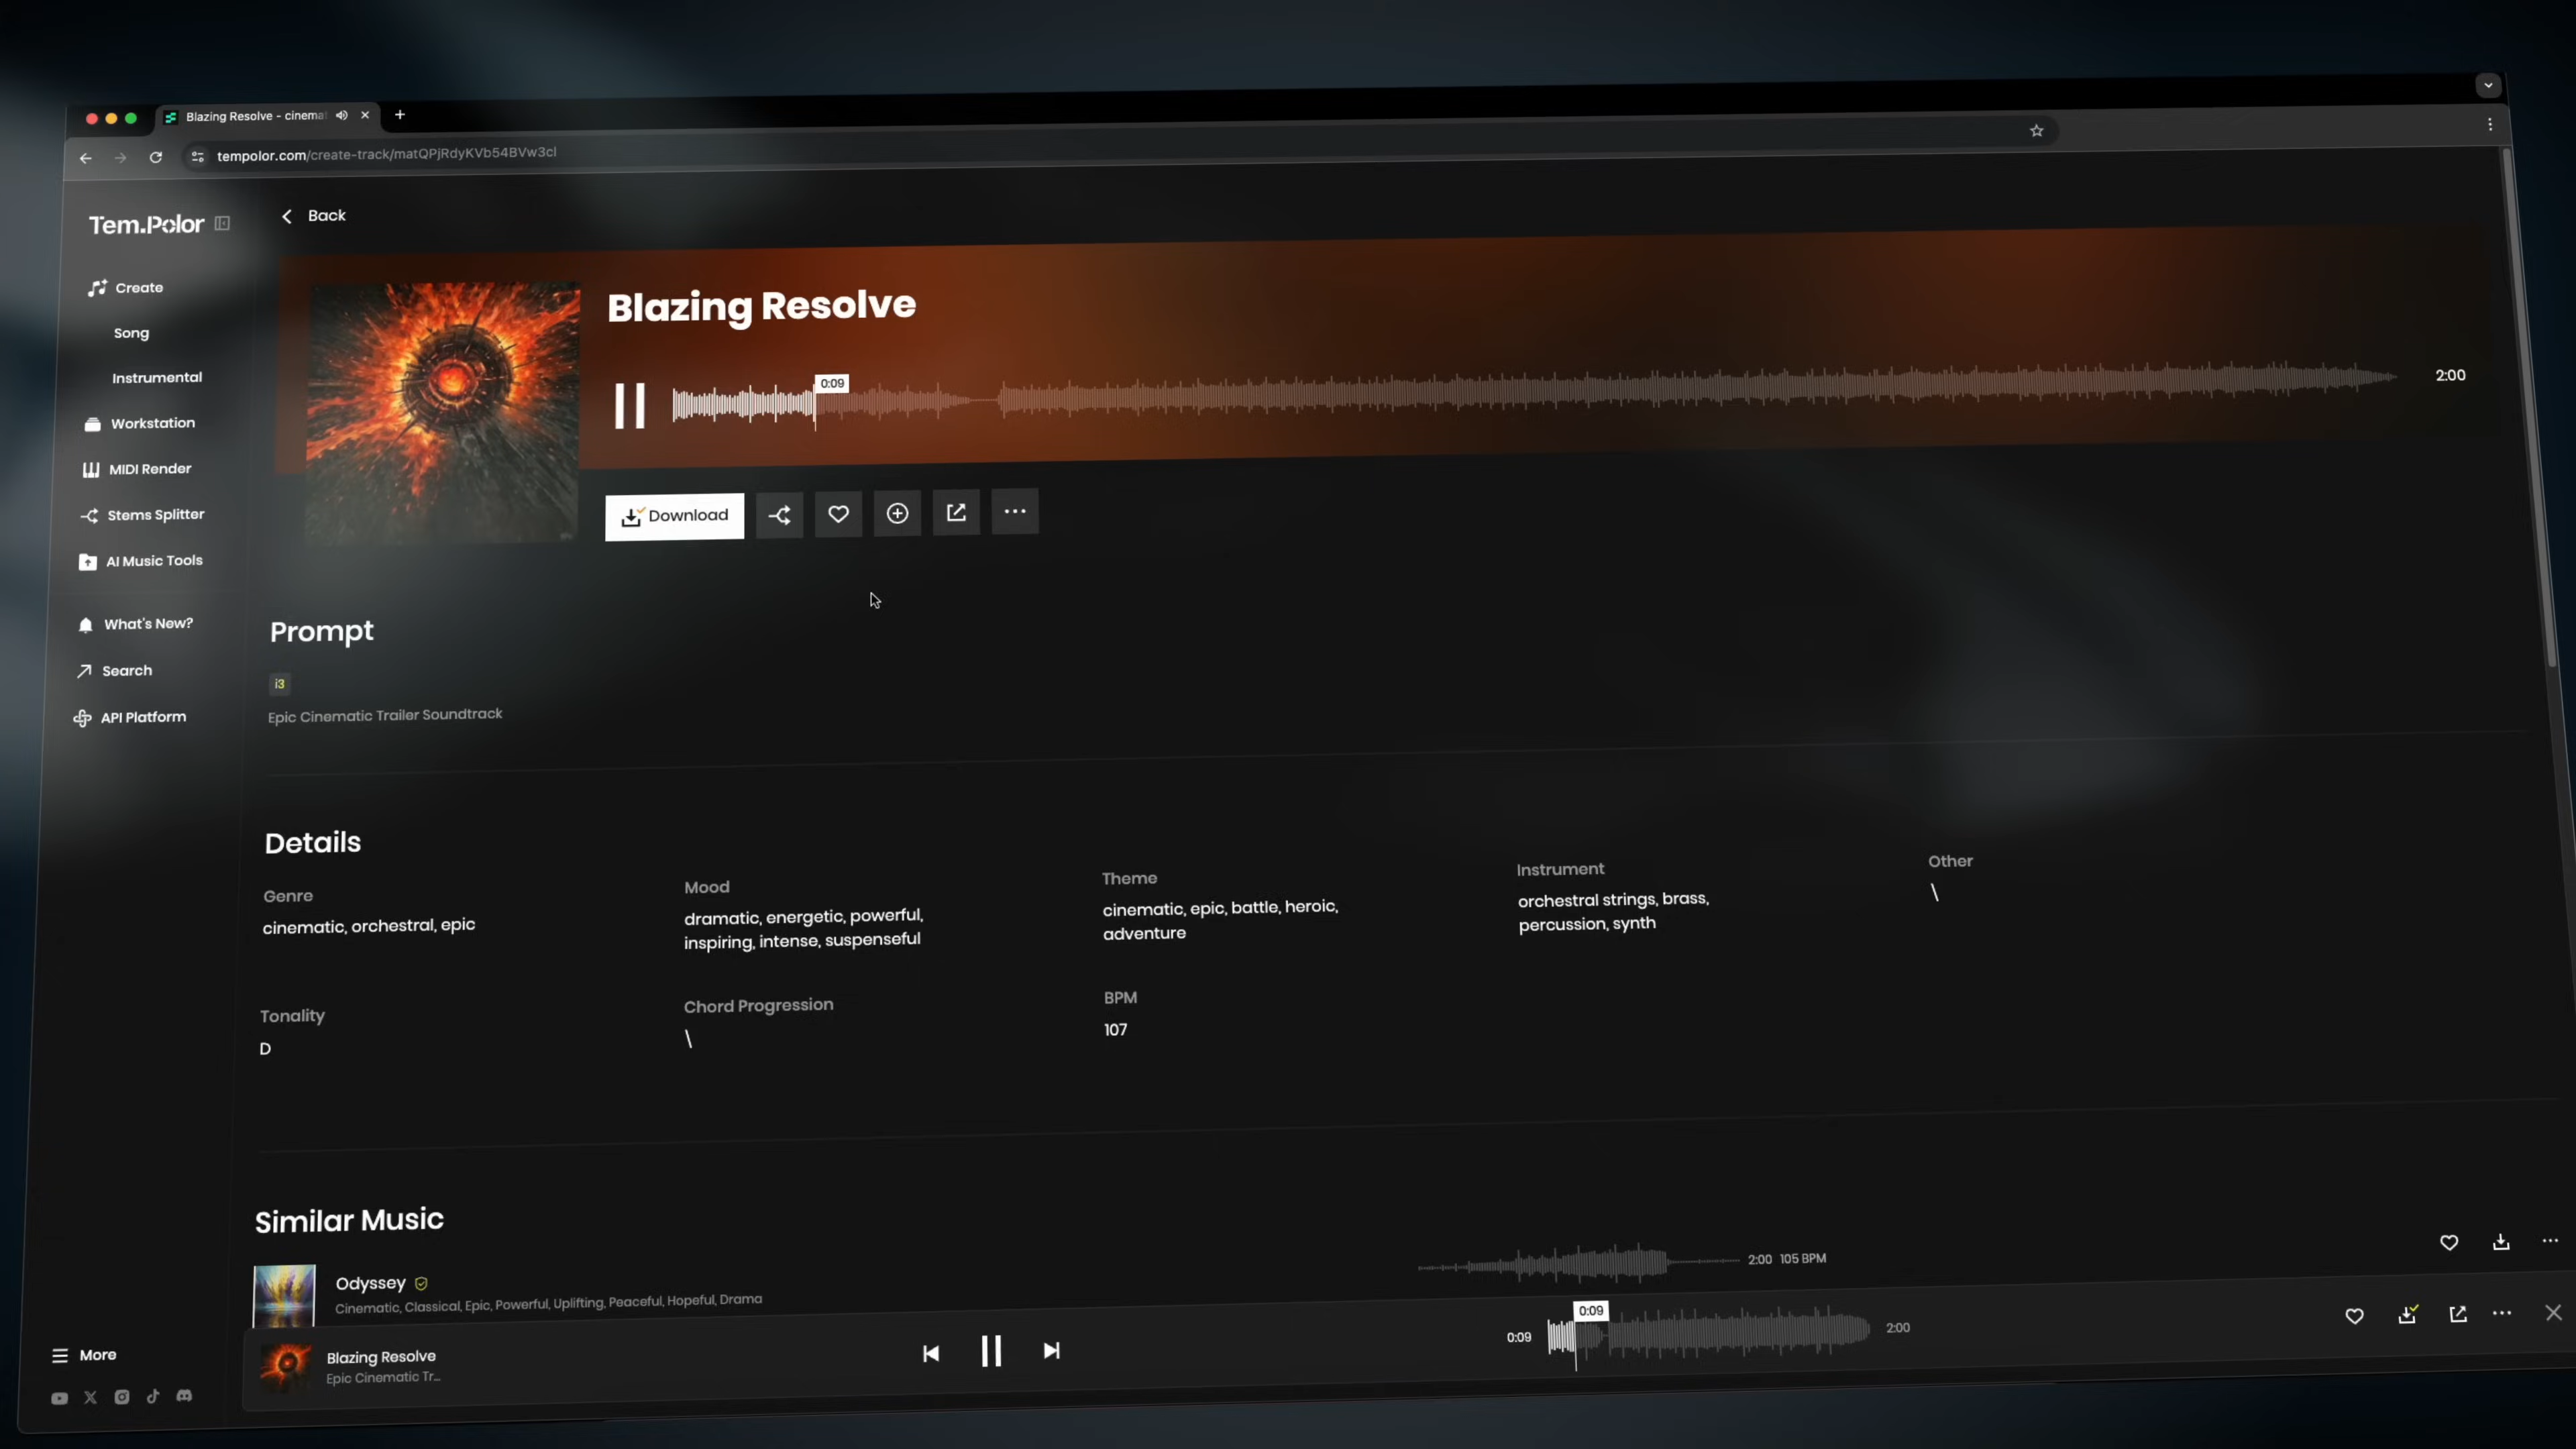 Blazing Resolve - cinema
tempolor.com/create-track/matQPjRdyKVb54BVw3cl
Tem.Polor
Back
Create
Song
Instrumental
Workstation
MIDI Render
Stems Splitter
AI Music Tools
What's New?
Search
API Platform
Blazing Resolve
0:09
2:00
Download
Prompt
i3
Epic Cinematic Trailer Soundtrack
Details
Genre
cinematic, orchestral, epic
Mood
dramatic, energetic, powerful,
inspiring, intense, suspenseful
Theme
cinematic, epic, battle, heroic,
adventure
Instrument
orchestral strings, brass,
percussion, synth
Other
\
Tonality
D
Chord Progression
\
BPM
107
Similar Music
Odyssey
Cinematic, Classical, Epic, Powerful, Uplifting, Peaceful, Hopeful, Drama
2:00 105 BPM
Blazing Resolve
Epic Cinematic Tr...
0:09
0:09
2:00
More